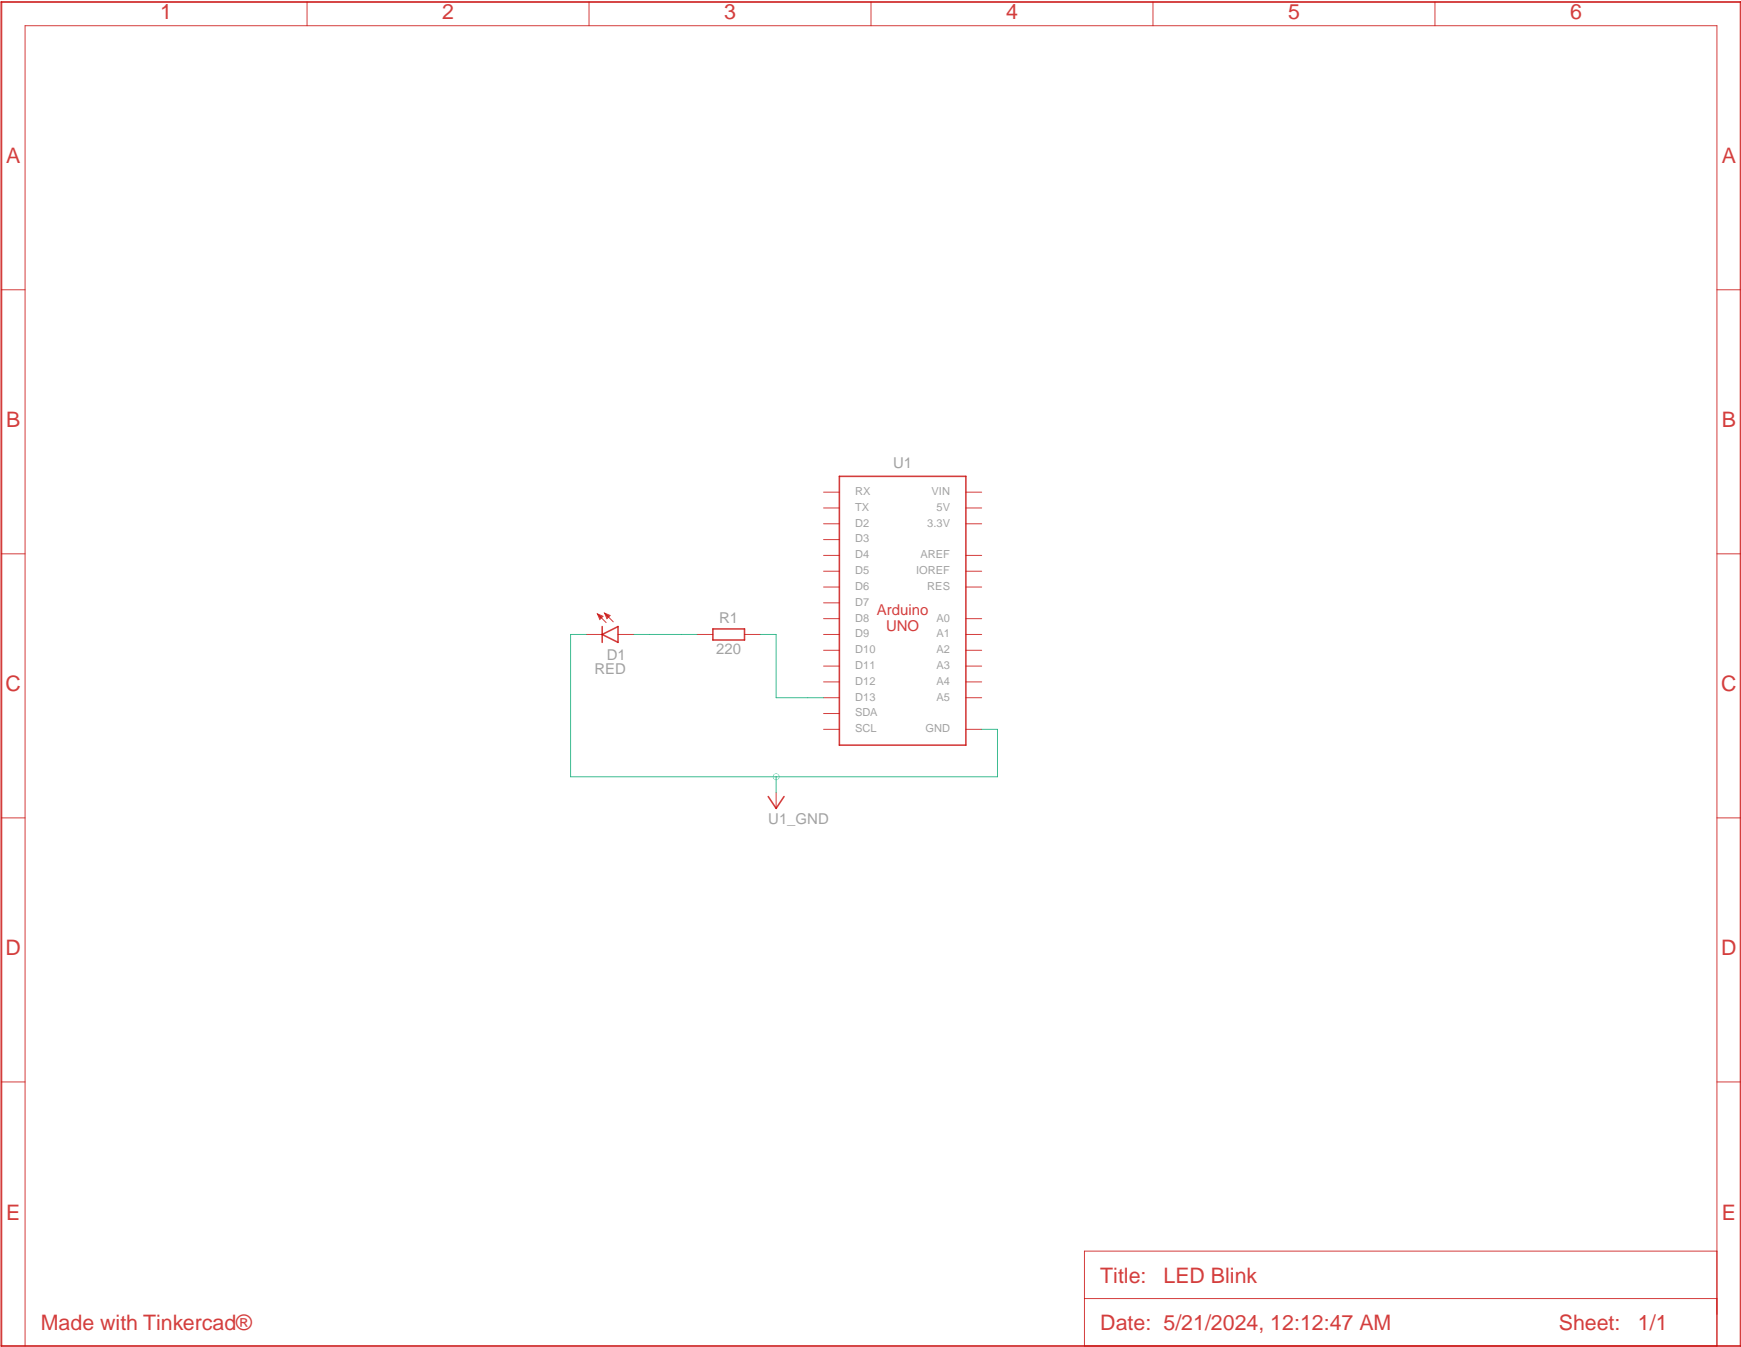 1 2 3 4 5 6
A A
B B
U1
RX VIN
TX 5V
D2 3.3V
D3
D4 AREF
D5 IOREF
D6 RES
D7
Arduino
D8 A0
UNO
D9 A1
D10 A2
D11 A3
D12 A4
D13 A5
SDA
SCL GND
R1
220
D1
RED
C C
U1_GND
D D
E E
Title: LED Blink
Made with Tinkercad®
Date: 5/21/2024, 12:12:47 AM Sheet: 1/1